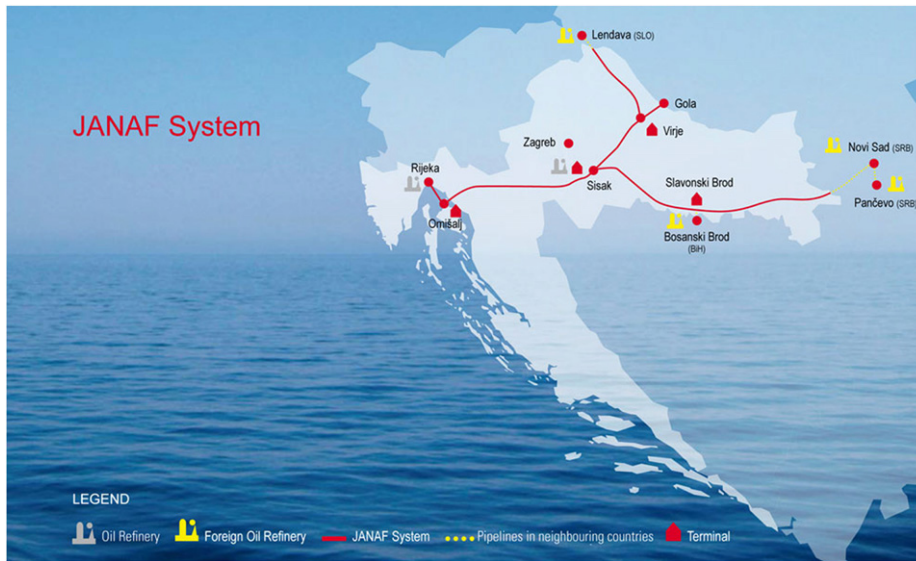 Lendava (SLO)
JANAF System
Gola
Virje
Zagreb
Novi Sad (SRB)
Rijeka
Sisak
Slavonski Brod
Pančevo (SRB)
Omišalj
Bosanski Brod
(BiH)
LEGEND
Oil Refinery
Foreign Oil Refinery
JANAF System
Pipelines in neighbouring countries
Terminal